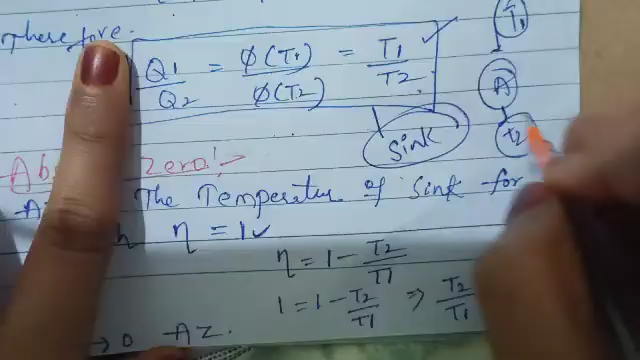 Therefore.
Q1/Q2 = φ(T1)/φ(T2) = T1/T2
T1
A
T2
Sink
Zero:-
The Temperature of Sink for
η = 1
η = 1 - T2/T1
1 = 1 - T2/T1 ⇒ T2/T1
→ 0 AZ.